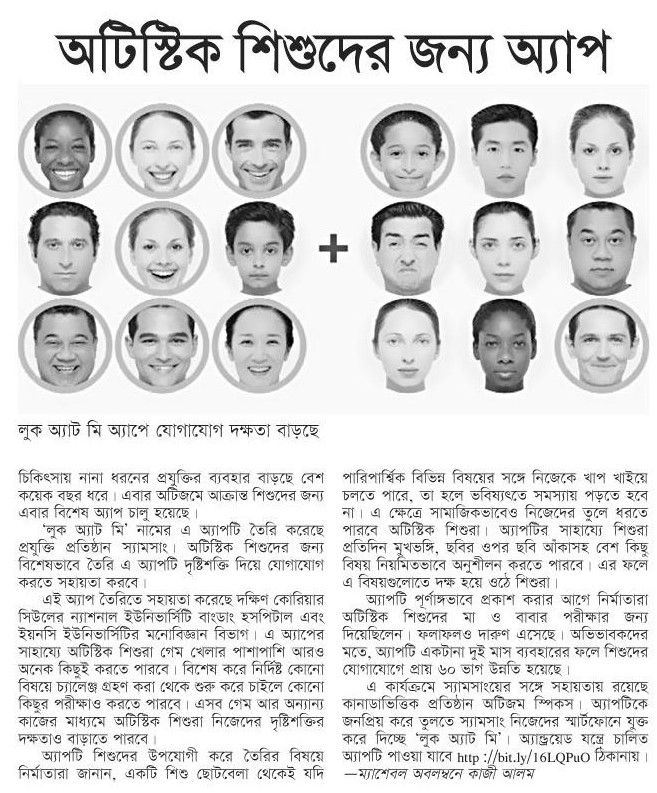 অটিস্টিক শিশুদের জন্য অ্যাপ
+
লুক অ্যাট মি অ্যাপে যোগাযোগ দক্ষতা বাড়ছে
চিকিৎসায় নানা ধরনের প্রযুক্তির ব্যবহার বাড়ছে বেশ
কয়েক বছর ধরে। এবার অটিজমে আক্রান্ত শিশুদের জন্য
এবার বিশেষ অ্যাপ চালু হয়েছে।
‘লুক অ্যাট মি’ নামের এ অ্যাপটি তৈরি করেছে
প্রযুক্তি প্রতিষ্ঠান স্যামসাং। অটিস্টিক শিশুদের জন্য
বিশেষভাবে তৈরি এ অ্যাপটি দৃষ্টিশক্তি দিয়ে যোগাযোগ
করতে সহায়তা করবে।
এই অ্যাপ তৈরিতে সহায়তা করেছে দক্ষিণ কোরিয়ার
সিউলের ন্যাশনাল ইউনিভার্সিটি বাংডাং হসপিটাল এবং
ইয়নসি ইউনিভার্সিটির মনোবিজ্ঞান বিভাগ। এ অ্যাপের
সাহায্যে অটিস্টিক শিশুরা গেম খেলার পাশাপাশি আরও
অনেক কিছুই করতে পারবে। বিশেষ করে নির্দিষ্ট কোনো
বিষয়ে চ্যালেঞ্জ গ্রহণ করা থেকে শুরু করে চাইলে কোনো
কিছুর পরীক্ষাও করতে পারবে। এসব গেম আর অন্যান্য
কাজের মাধ্যমে অটিস্টিক শিশুরা নিজেদের দৃষ্টিশক্তির
দক্ষতাও বাড়াতে পারবে।
অ্যাপটি শিশুদের উপযোগী করে তৈরির বিষয়ে
নির্মাতারা জানান, একটি শিশু ছোটবেলা থেকেই যদি
পারিপার্শ্বিক বিভিন্ন বিষয়ের সঙ্গে নিজেকে খাপ খাইয়ে
চলতে পারে, তা হলে ভবিষ্যৎতে সমস্যায় পড়তে হবে
না। এ ক্ষেত্রে সামাজিকভাবেও নিজেদের তুলে ধরতে
পারবে অটিস্টিক শিশুরা। অ্যাপটির সাহায্যে শিশুরা
প্রতিদিন মুখভঙ্গি, ছবির ওপর ছবি আঁকাসহ বেশ কিছু
বিষয় নিয়মিতভাবে অনুশীলন করতে পারবে। এর ফলে
এ বিষয়গুলোতে দক্ষ হয়ে ওঠে শিশুরা।
অ্যাপটি পূর্ণাঙ্গভাবে প্রকাশ করার আগে নির্মাতারা
অটিস্টিক শিশুদের মা ও বাবার পরীক্ষার জন্য
দিয়েছিলেন। ফলাফলও দারুণ এসেছে। অভিভাবকদের
মতে, অ্যাপটি একটানা দুই মাস ব্যবহারের ফলে শিশুদের
যোগাযোগে প্রায় ৬০ ভাগ উন্নতি হয়েছে।
এ কার্যক্রমে স্যামসাংয়ের সঙ্গে সহায়তায় রয়েছে
কানাডাভিত্তিক প্রতিষ্ঠান অটিজম স্পিকস। অ্যাপটিকে
জনপ্রিয় করে তুলতে স্যামসাং নিজেদের স্মার্টফোনে যুক্ত
করে দিচ্ছে ‘লুক অ্যাট মি’। অ্যান্ড্রয়েড যন্ত্রে চালিত
অ্যাপটি পাওয়া যাবে http ://bit.ly/16LQPuO ঠিকানায়।
—ম্যাশেবল অবলম্বনে কাজী আলম